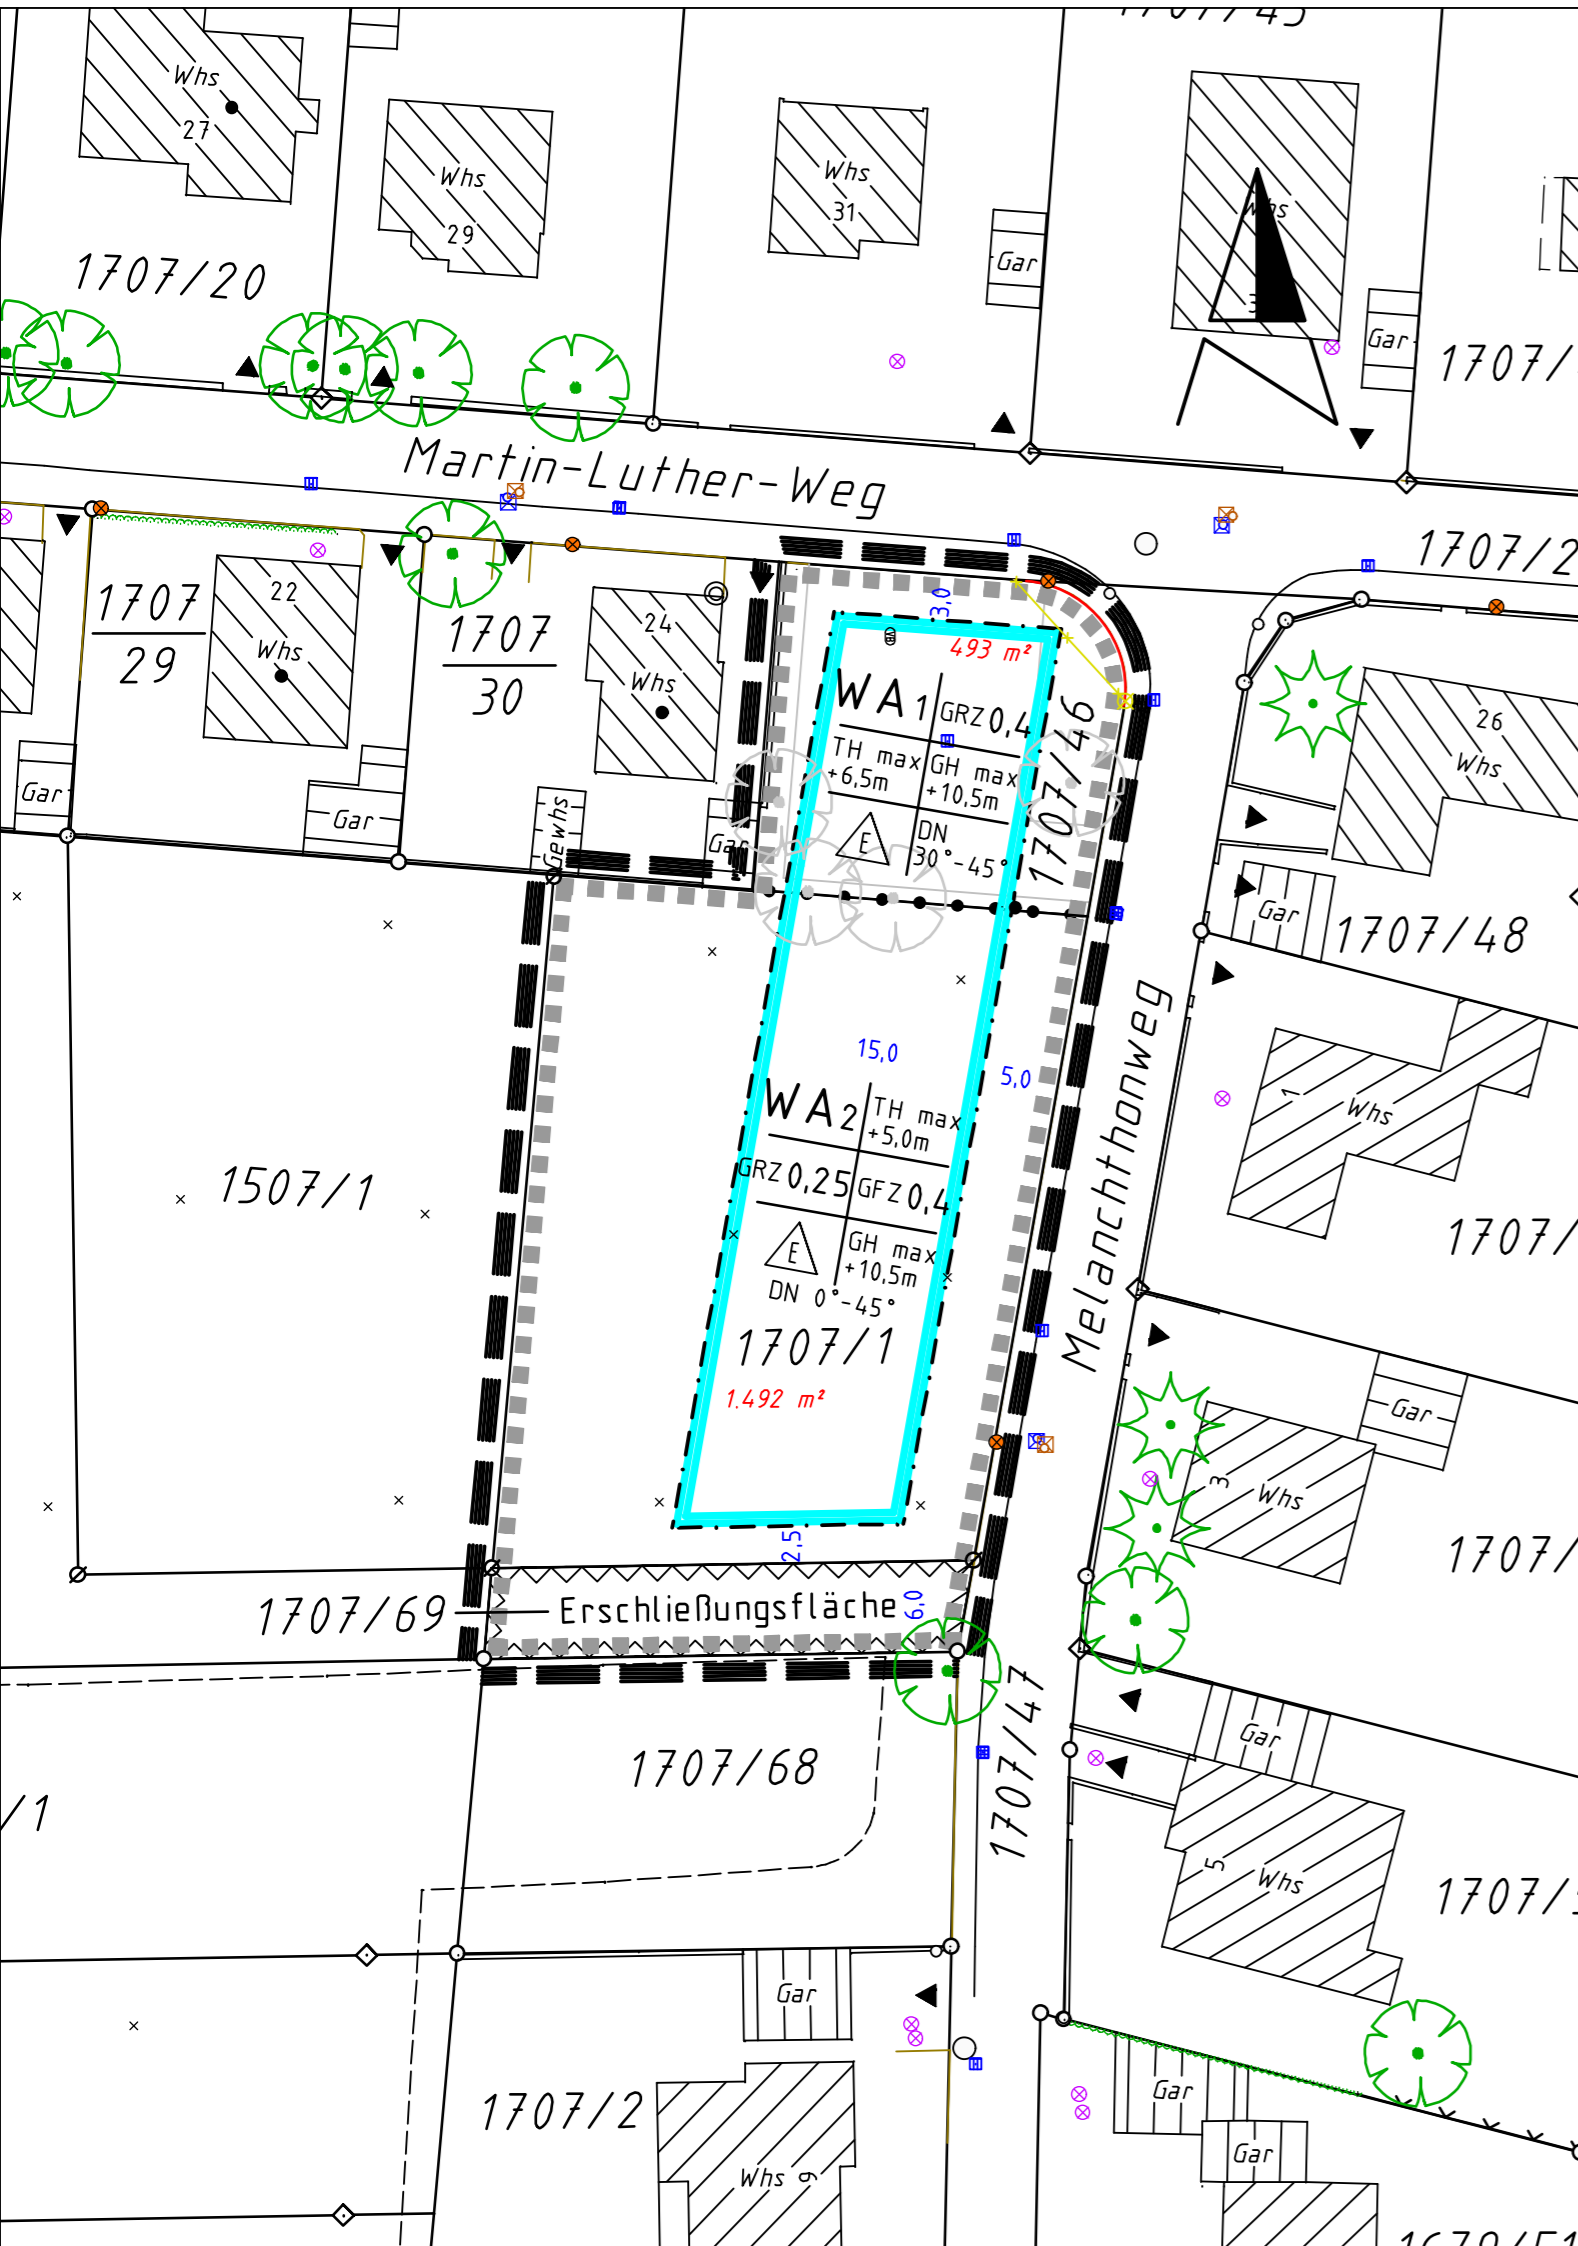 Whs
27
Whs
29
Whs
31
Gar
Whs
Gar
1707/20
Martin-Luther-Weg
1707
29
22
Whs
1707
30
24
Whs
Gar
Gar
Gewhs
Gar
3,0
493 m²
WA1
GRZ 0,4
TH max
+6,5m
GH max
+10,5m
E
DN
30°-45°
1707/46
26
Whs
Gar
1707/48
15,0
5,0
Melanchthonweg
WA2
TH max
+5,0m
GRZ 0,25
GFZ 0,4
E
GH max
+10,5m
DN 0°-45°
1707/1
1.492 m²
1507/1
1
Whs
Gar
3
Whs
2,5
1707/69
Erschließungsfläche
6,0
1707/68
1707/47
Gar
5
Whs
Gar
1707/2
Whs 9
Gar
Gar